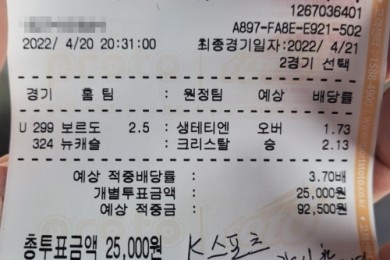 1267036401
A897-FA8E-E921-502
2022/ 4/20 20:31:00 최종경기일자:2022/ 4/21
2경기 선택
경기 홈 팀 : 원정팀 예상 배당률
U 299 보르도 2.5 : 생테티엔 오버 1.73
324 뉴캐슬 : 크리스탈 승 2.13
예상 적중배당률 : 3.70배
개별투표금액 : 25,000원
예상 적중금 : 92,500원
총투표금액 25,000원 K스포츠